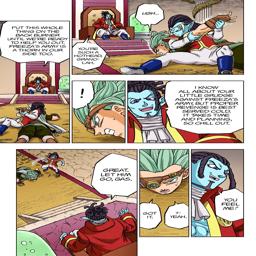 PUT THIS WHOLE
THING ON THE
BACK BURNER
UNTIL WE'RE READY
TO HELP YOU OUT.
FREEZA'S ARMY IS
A THORN IN OUR
SIDE TOO.
UGH...
YOU'RE
SUCH A
HOTHEAD,
GRANO-
LAH.
!
I KNOW
ALL ABOUT YOUR
LITTLE GRUDGE
AGAINST FREEZA'S
ARMY, BUT PROPER
REVENGE IS BEST
SERVED COLD.
IT TAKES TIME
AND PLANNING,
SO CHILL OUT.
GREAT.
LET HIM
GO, GAS.
GOT
IT.
Y-
YEAH.
YOU
FEEL
ME?